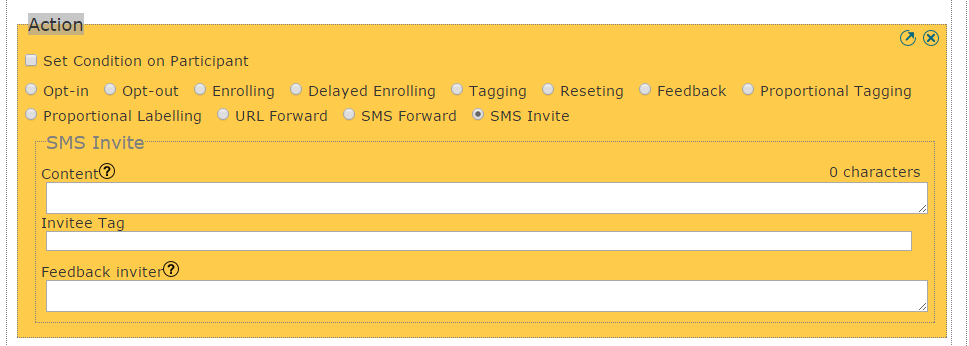 Action
Set Condition on Participant
Opt-in Opt-out Enrolling Delayed Enrolling Tagging Reseting Feedback Proportional Tagging
Proportional Labelling URL Forward SMS Forward SMS Invite
SMS Invite
Content? 0 characters
Invitee Tag
Feedback inviter?